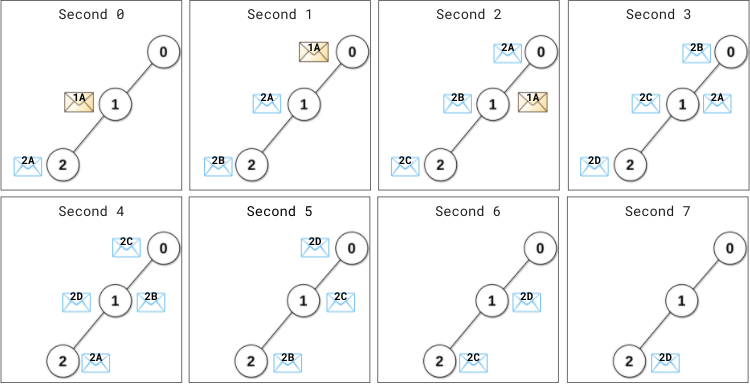 Second 0
0
1A
1
2A
2
Second 1
1A
0
2A
1
2B
2
Second 2
2A
0
2B
1
1A
2C
2
Second 3
2B
0
2C
1
2A
2D
2
Second 4
2C
0
2D
1
2B
2
2A
Second 5
2D
0
1
2C
2
2B
Second 6
0
1
2D
2
2C
Second 7
0
1
2
2D